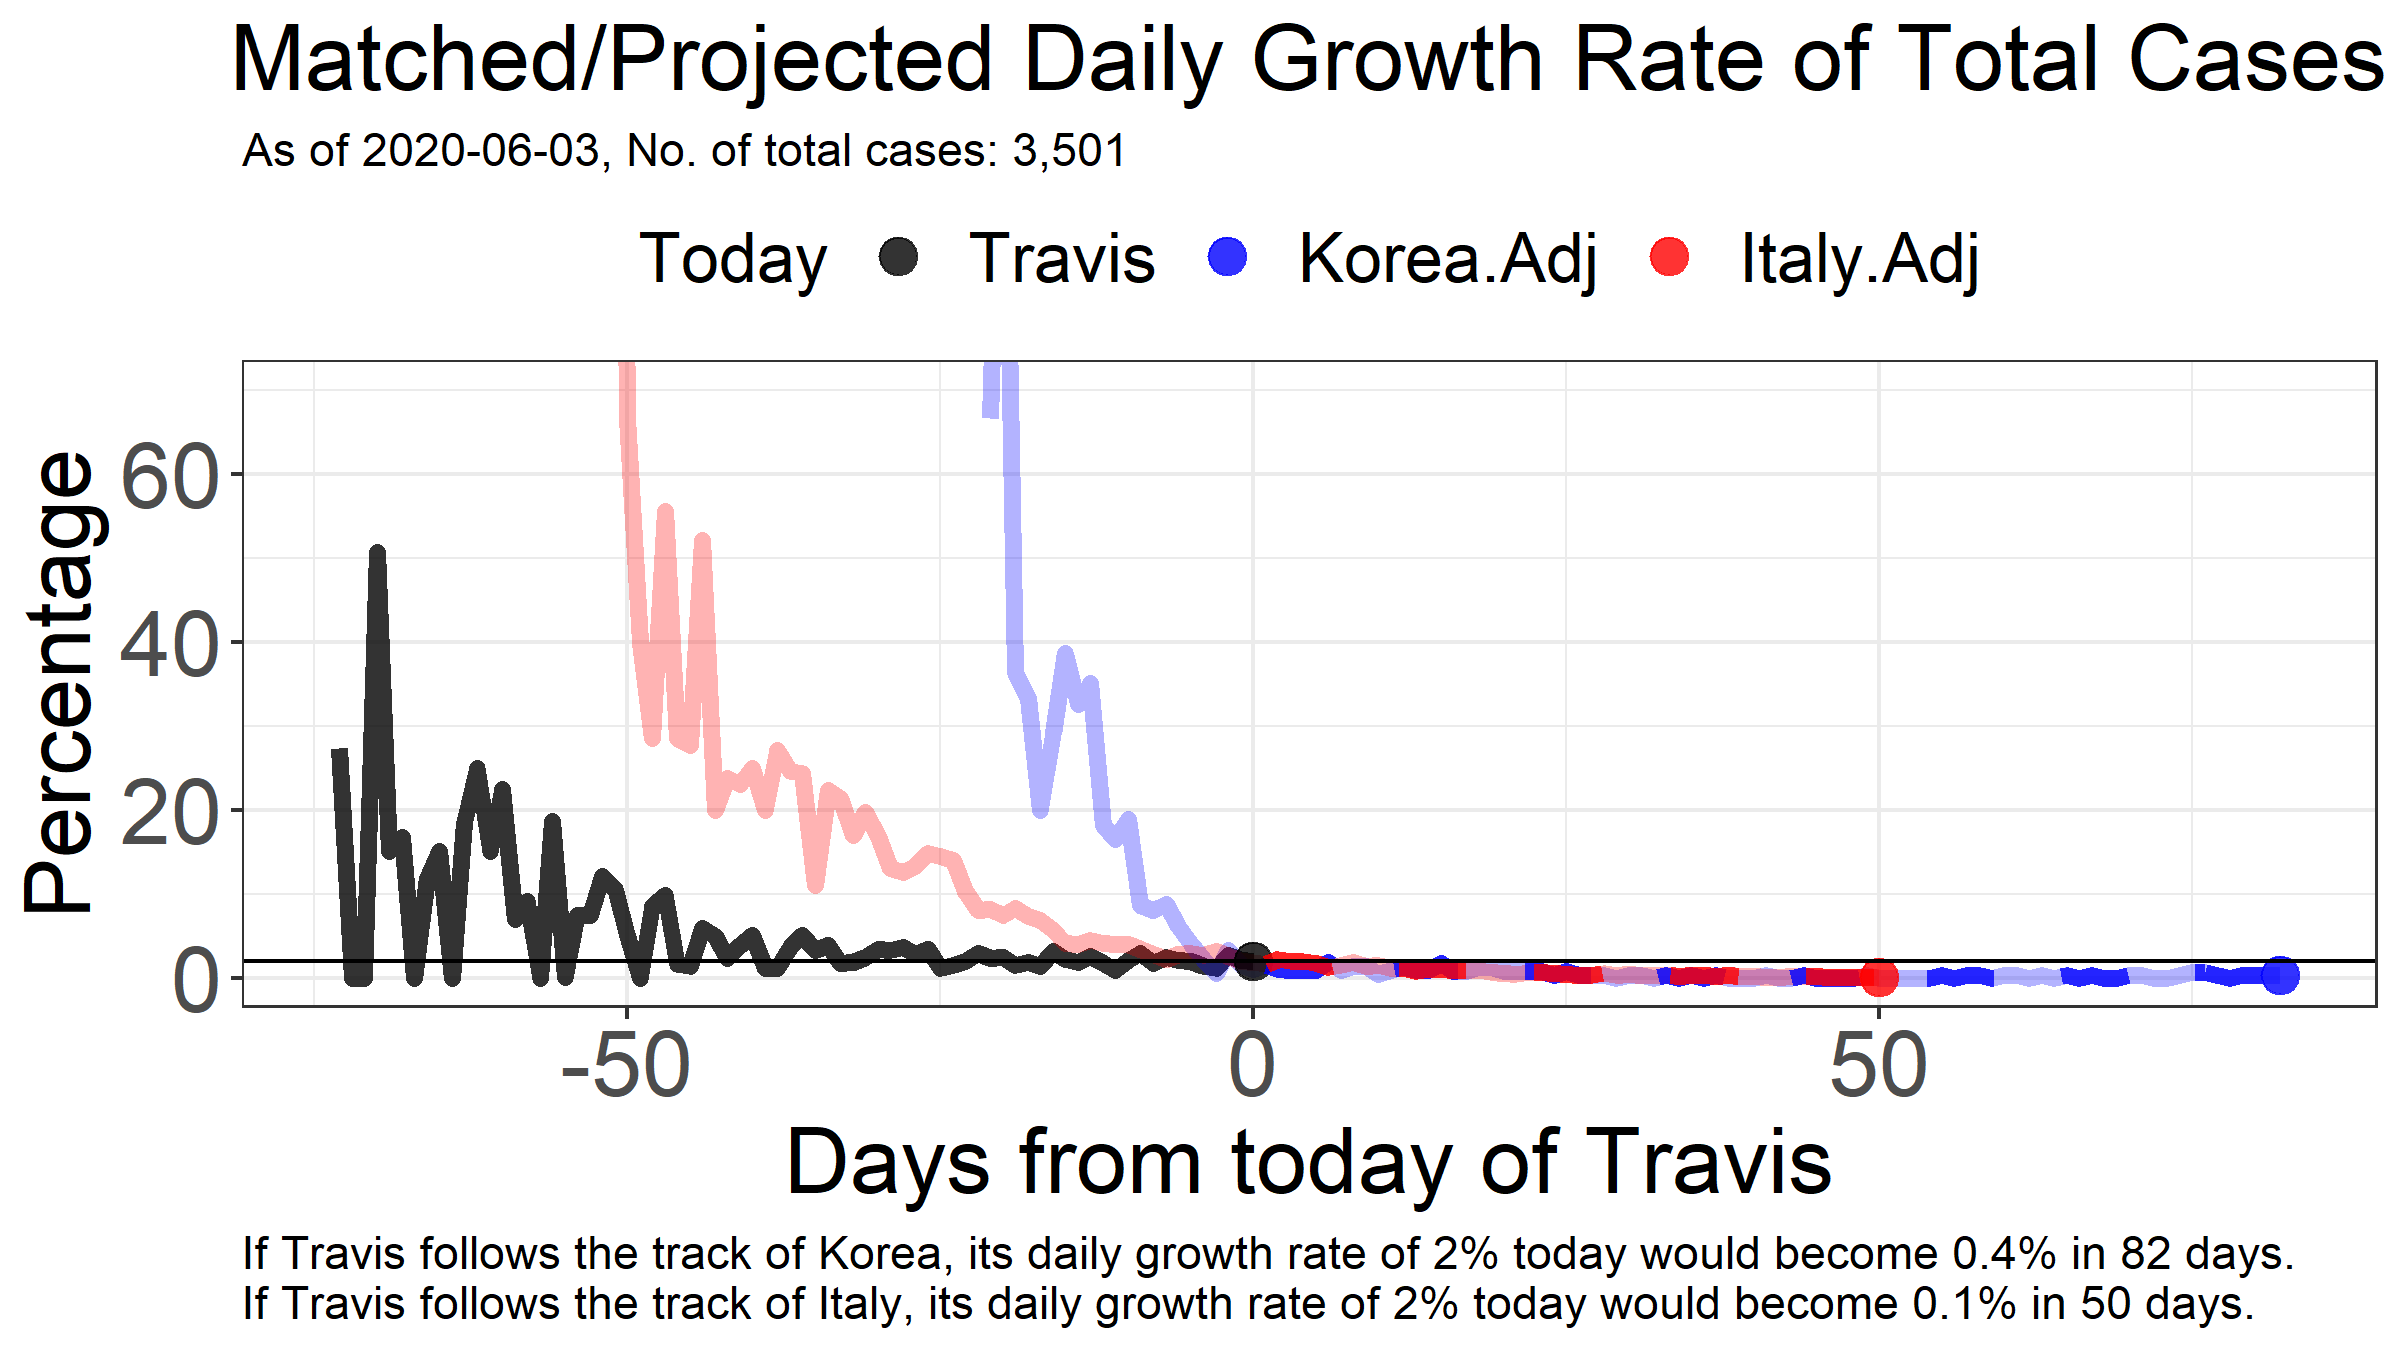 Matched/Projected Daily Growth Rate of Total Cases
As of 2020-06-03, No. of total cases: 3,501
Today Travis Korea.Adj Italy.Adj
Percentage
60
40
20
0
-50 0 50
Days from today of Travis
If Travis follows the track of Korea, its daily growth rate of 2% today would become 0.4% in 82 days.
If Travis follows the track of Italy, its daily growth rate of 2% today would become 0.1% in 50 days.